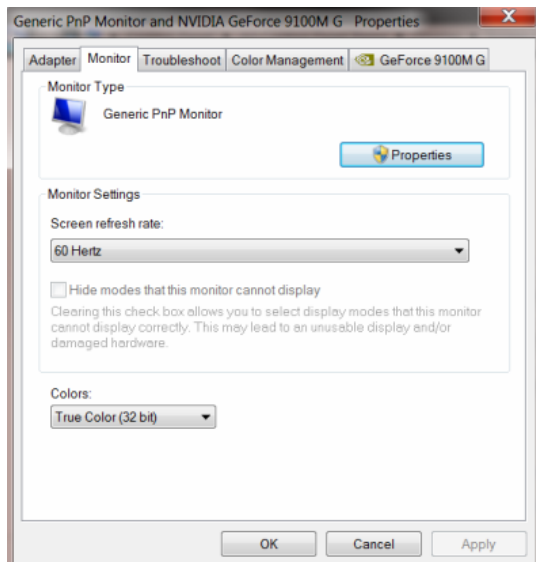 Generic PnP Monitor and NVIDIA GeForce 9100M G Properties
X
Adapter Monitor Troubleshoot Color Management GeForce 9100M G
Monitor Type
Generic PnP Monitor
Properties
Monitor Settings
Screen refresh rate:
60 Hertz
Hide modes that this monitor cannot display
Clearing this check box allows you to select display modes that this monitor
cannot display correctly. This may lead to an unusable display and/or
damaged hardware.
Colors:
True Color (32 bit)
OK Cancel Apply